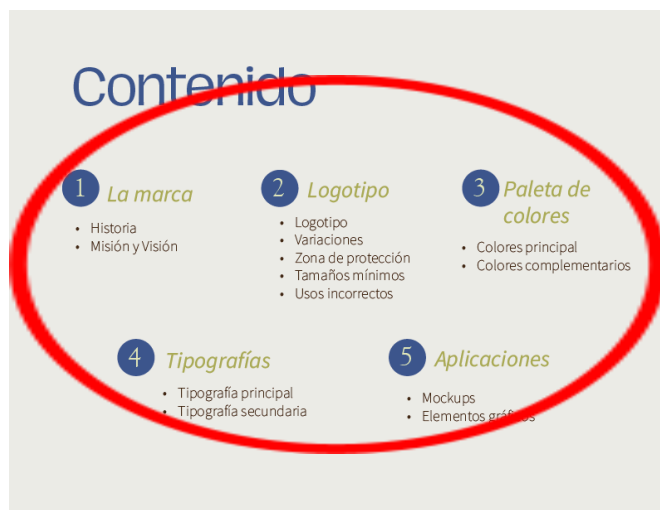 Contenido
1 La marca
• Historia
• Misión y Visión
2 Logotipo
• Logotipo
• Variaciones
• Zona de protección
• Tamaños mínimos
• Usos incorrectos
3 Paleta de
colores
• Colores principal
• Colores complementarios
4 Tipografías
• Tipografía principal
• Tipografía secundaria
5 Aplicaciones
• Mockups
• Elementos gráficos